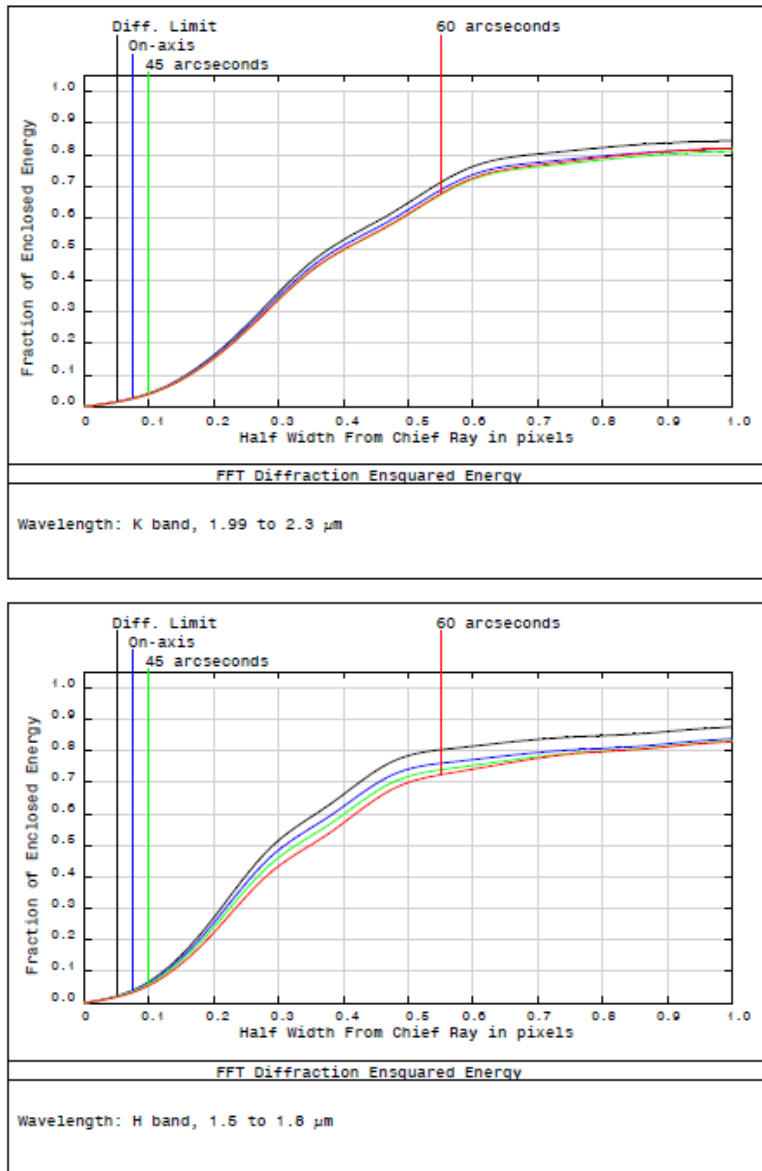 Diff. Limit
60 arcseconds
On-axis
45 arcseconds
1.0
0.9
0.8
0.7
0.6
0.5
0.4
0.3
0.2
0.1
0.0
Fraction of Enclosed Energy
0 0.1 0.2 0.3 0.4 0.5 0.6 0.7 0.8 0.9 1.0
Half Width From Chief Ray in pixels
FFT Diffraction Ensquared Energy
Wavelength: K band, 1.99 to 2.3 μm
Diff. Limit
60 arcseconds
On-axis
45 arcseconds
1.0
0.9
0.8
0.7
0.6
0.5
0.4
0.3
0.2
0.1
0.0
Fraction of Enclosed Energy
0 0.1 0.2 0.3 0.4 0.5 0.6 0.7 0.8 0.9 1.0
Half Width From Chief Ray in pixels
FFT Diffraction Ensquared Energy
Wavelength: H band, 1.5 to 1.8 μm